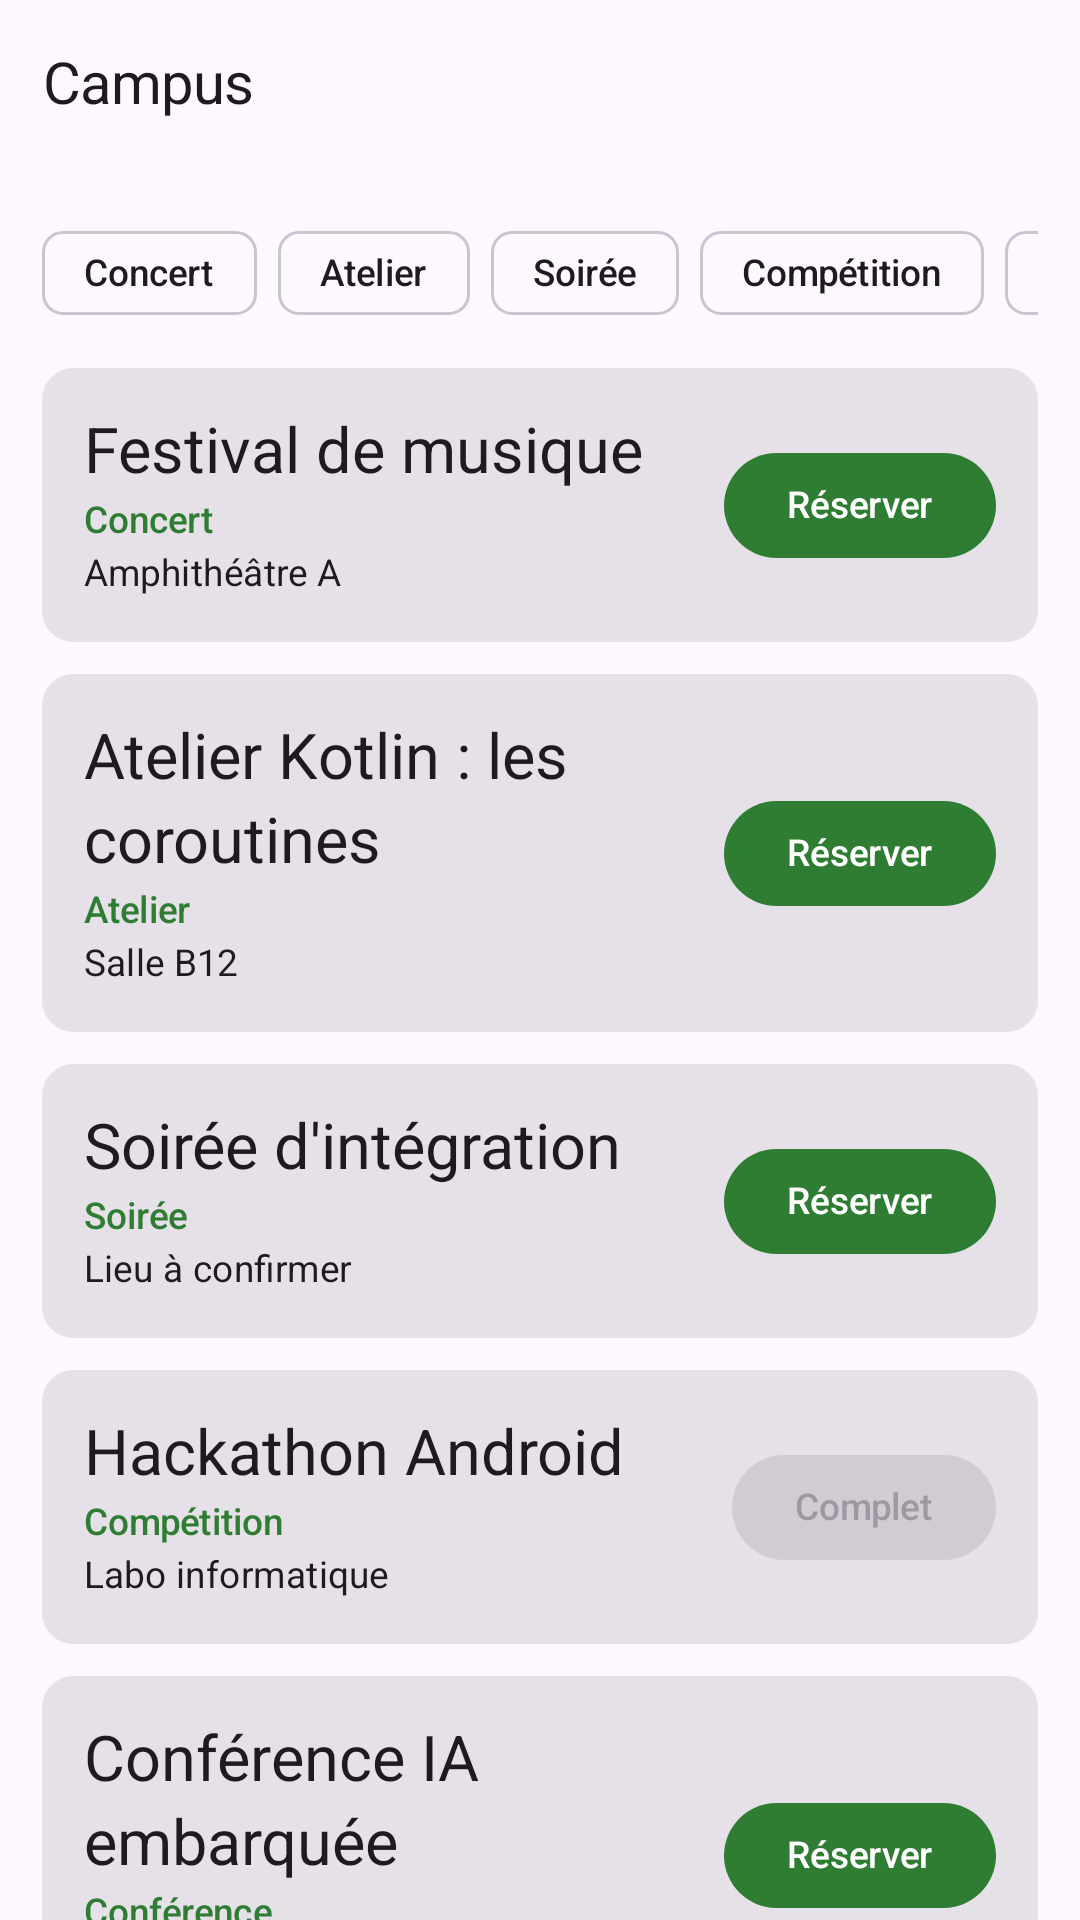 Campus
Concert
Atelier
Soirée
Compétition
Festival de musique
Concert
Amphithéâtre A
Réserver
Atelier Kotlin : les
coroutines
Atelier
Salle B12
Réserver
Soirée d'intégration
Soirée
Lieu à confirmer
Réserver
Hackathon Android
Compétition
Labo informatique
Complet
Conférence IA
embarquée
Conférence
Réserver